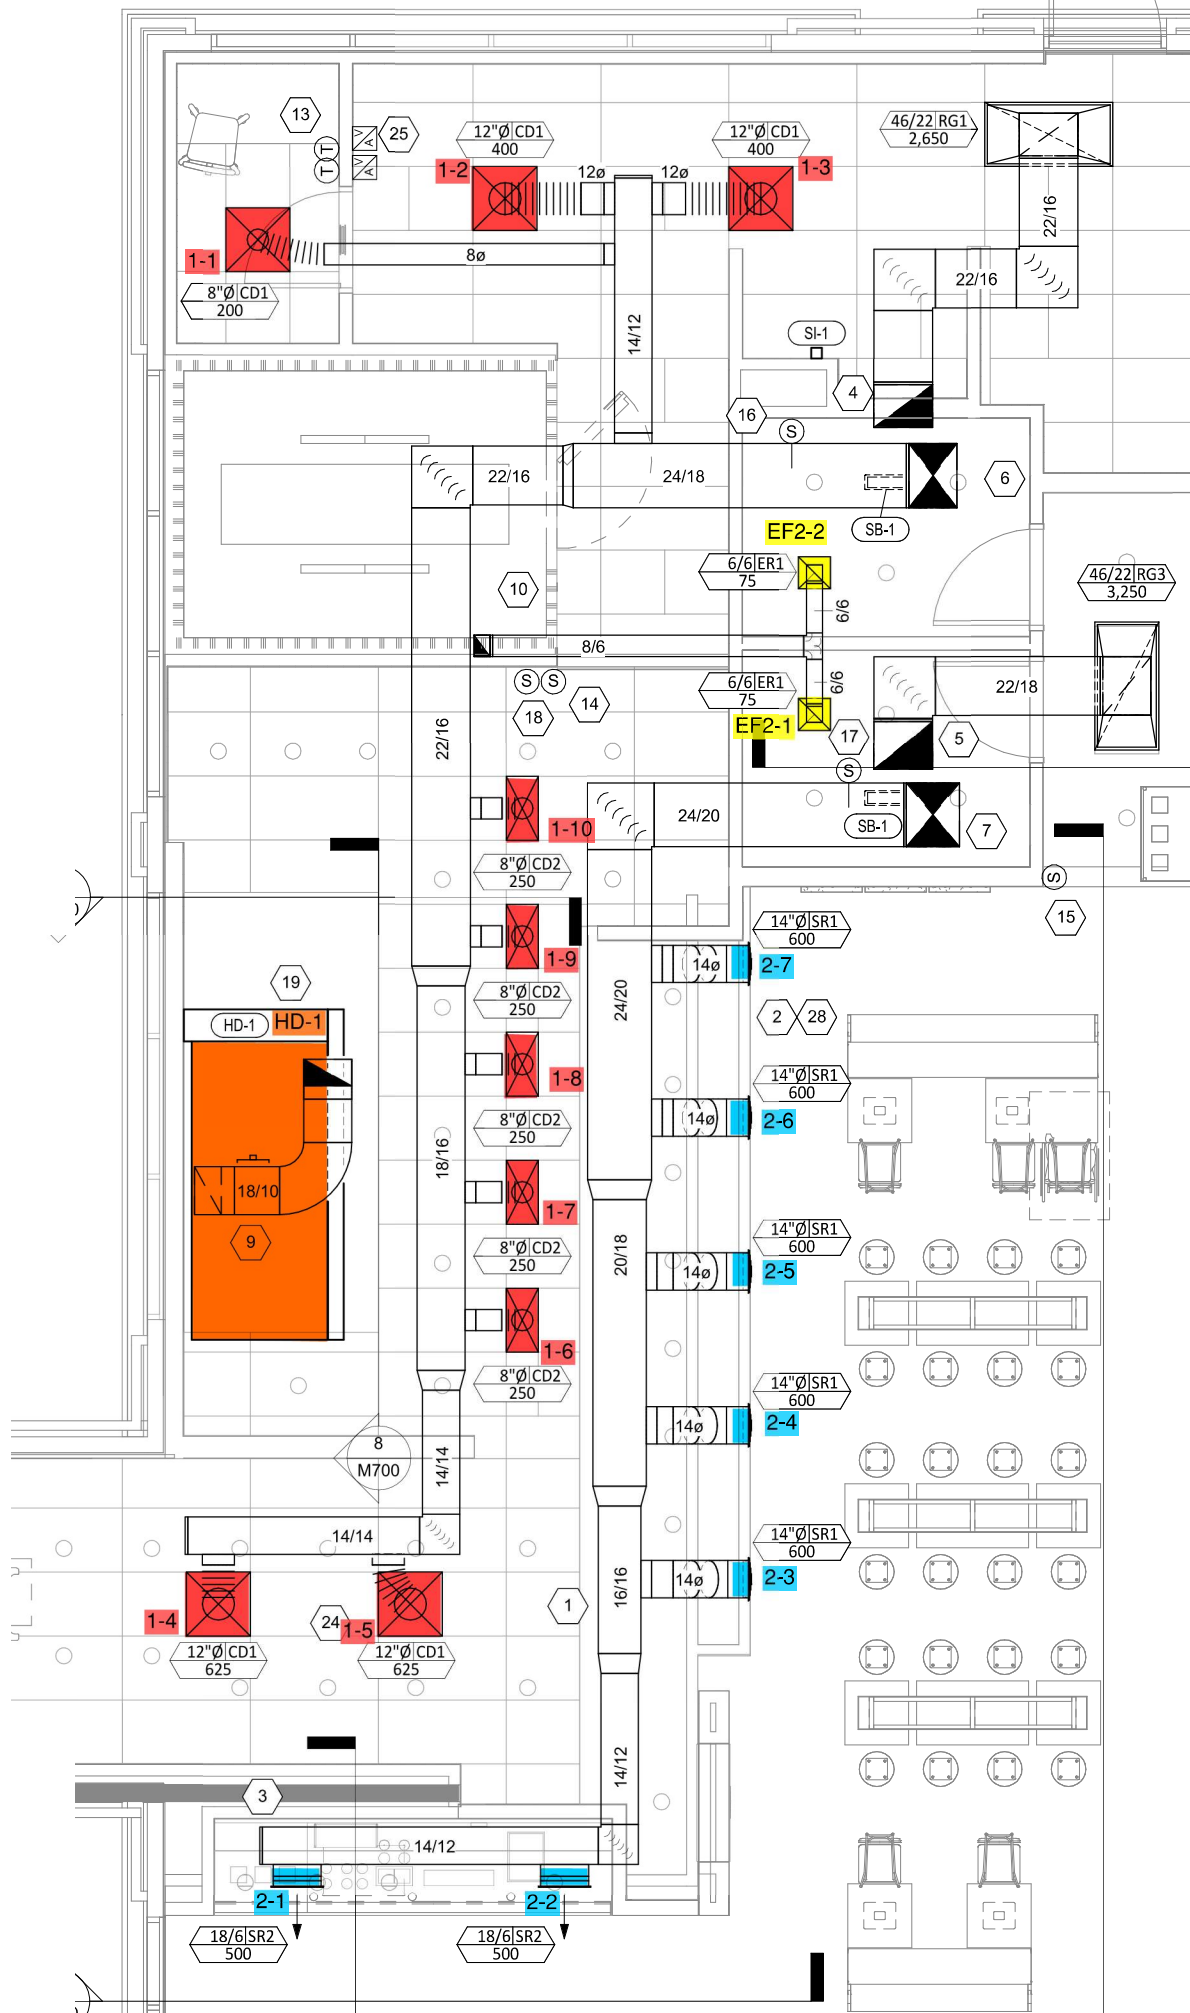 13
T
T
V
A
V
A
25
12"Ø CD1
400
12"Ø CD1
400
46/22 RG1
2,650
1-2
12ø
12ø
1-3
22/16
1-1
8ø
22/16
8"Ø CD1
200
14/12
SI-1
4
16
S
22/16
24/18
6
SB-1
EF2-2
6/6 ER1
75
10
46/22 RG3
3,250
6/6
8/6
6/6 ER1
75
6/6
22/18
S
S
14
18
EF2-1
17
5
22/16
S
24/20
SB-1
7
1-10
8"Ø CD2
250
S
15
14"Ø SR1
600
1-9
14ø
2-7
19
8"Ø CD2
250
24/20
2
28
HD-1
HD-1
1-8
14"Ø SR1
600
8"Ø CD2
250
14ø
2-6
18/16
18/10
1-7
9
14"Ø SR1
600
8"Ø CD2
250
20/18
14ø
2-5
1-6
8"Ø CD2
250
14"Ø SR1
600
14ø
2-4
8
M700
14/14
14/14
14"Ø SR1
600
14ø
2-3
16/16
1
1-4
24
1-5
12"Ø CD1
625
12"Ø CD1
625
14/12
3
14/12
2-1
2-2
18/6 SR2
500
18/6 SR2
500